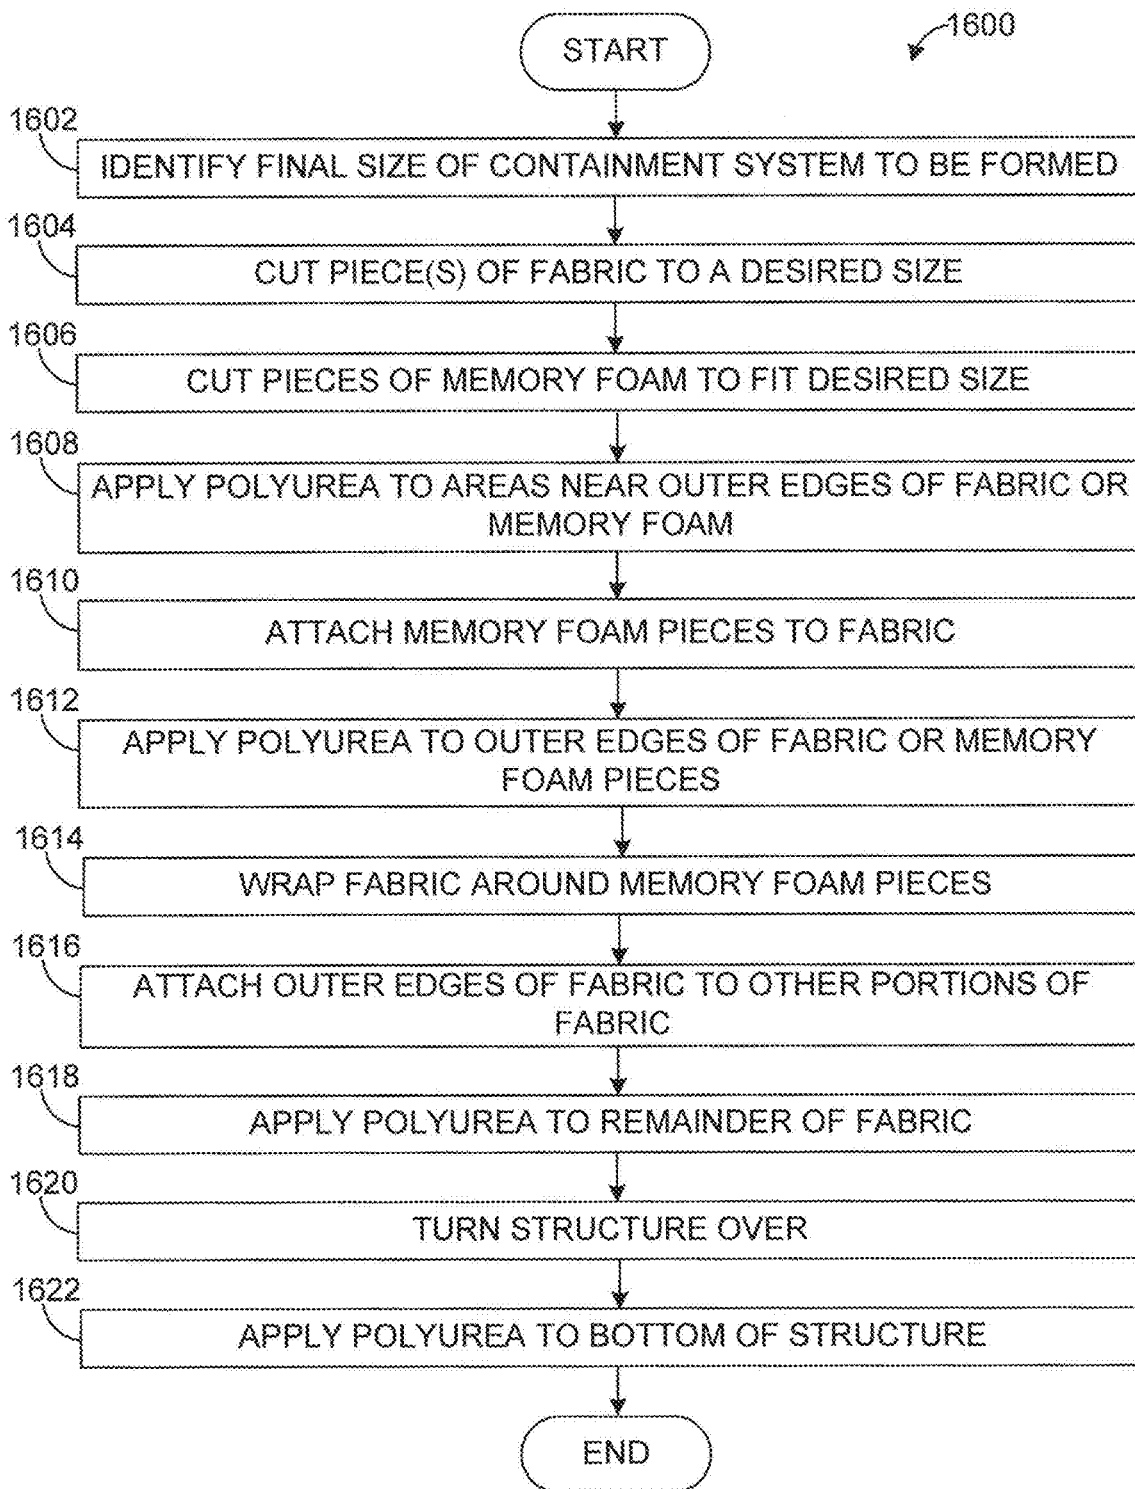 1600
START
1602
IDENTIFY FINAL SIZE OF CONTAINMENT SYSTEM TO BE FORMED
1604
CUT PIECE(S) OF FABRIC TO A DESIRED SIZE
1606
CUT PIECES OF MEMORY FOAM TO FIT DESIRED SIZE
1608
APPLY POLYUREA TO AREAS NEAR OUTER EDGES OF FABRIC OR
MEMORY FOAM
1610
ATTACH MEMORY FOAM PIECES TO FABRIC
1612
APPLY POLYUREA TO OUTER EDGES OF FABRIC OR MEMORY
FOAM PIECES
1614
WRAP FABRIC AROUND MEMORY FOAM PIECES
1616
ATTACH OUTER EDGES OF FABRIC TO OTHER PORTIONS OF
FABRIC
1618
APPLY POLYUREA TO REMAINDER OF FABRIC
1620
TURN STRUCTURE OVER
1622
APPLY POLYUREA TO BOTTOM OF STRUCTURE
END